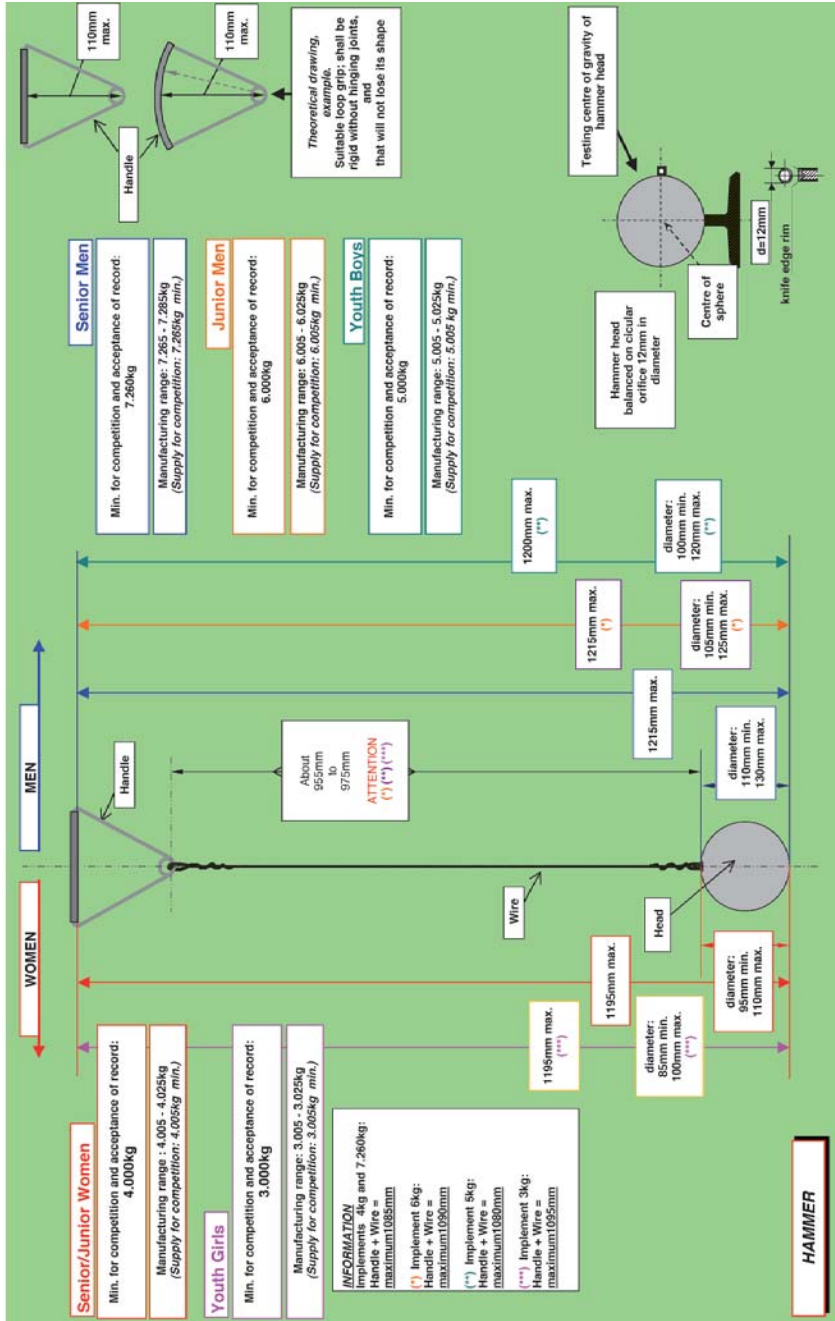 WOMEN
MEN
Senior/Junior Women
Min. for competition and acceptance of record:
4.000kg
Manufacturing range : 4.005 - 4.025kg
(Supply for competition: 4.005kg min.)
Youth Girls
Min. for competition and acceptance of record:
3.000kg
Manufacturing range: 3.005 - 3.025kg
(Supply for competition: 3.005kg min.)
INFORMATION
Implements 4kg and 7.260kg:
Handle + Wire =
maximum1085mm
(*) Implement 6kg:
Handle + Wire =
maximum1090mm
(**) Implement 5kg:
Handle + Wire =
maximum1080mm
(***) Implement 3kg:
Handle + Wire =
maximum1095mm
HAMMER
1195mm max.
(***)
diameter:
85mm min.
100mm max.
(***)
1195mm max.
diameter:
95mm min.
110mm max.
Handle
Wire
Head
About
955mm
to
975mm
ATTENTION
(*) (**) (***)
1215mm max.
diameter:
110mm min.
130mm max.
1215mm max.
(*)
diameter:
105mm min.
125mm max.
(*)
1200mm max.
(**)
diameter:
100mm min.
120mm max.
(**)
Senior Men
Min. for competition and acceptance of record:
7.260kg
Manufacturing range: 7.265 - 7.285kg
(Supply for competition: 7.265kg min.)
Junior Men
Min. for competition and acceptance of record:
6.000kg
Manufacturing range: 6.005 - 6.025kg
(Supply for competition: 6.005kg min.)
Youth Boys
Min. for competition and acceptance of record:
5.000kg
Manufacturing range: 5.005 - 5.025kg
(Supply for competition: 5.005 kg min.)
Handle
110mm
max.
110mm
max.
Theoretical drawing,
example.
Suitable loop grip; shall be
rigid without hinging joints,
and
that will not lose its shape
Testing centre of gravity of
hammer head
Hammer head
balanced on cicular
orifice 12mm in
diameter
Centre of
sphere
d=12mm
knife edge rim